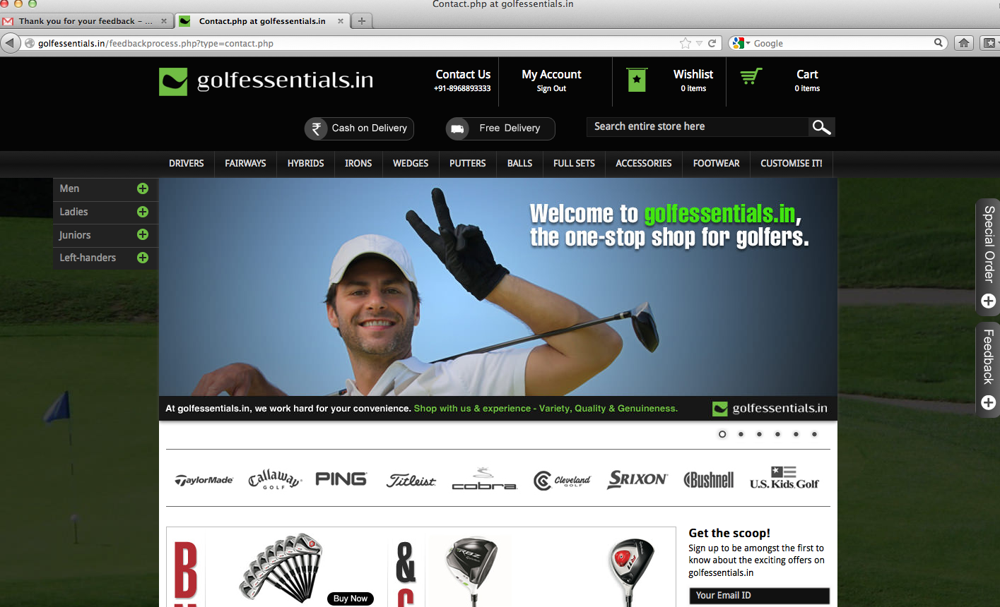 Contact.php at golfessentials.in
Thank you for your feedback – ...
Contact.php at golfessentials.in
golfessentials.in/feedbackprocess.php?type=contact.php
Google
golfessentials.in
Contact Us
+91-8968893333
My Account
Sign Out
Wishlist
0 items
Cart
0 items
₹ Cash on Delivery
Free Delivery
Search entire store here
DRIVERS FAIRWAYS HYBRIDS IRONS WEDGES PUTTERS BALLS FULL SETS ACCESSORIES FOOTWEAR CUSTOMISE IT!
Men
Ladies
Juniors
Left-handers
Welcome to golfessentials.in,
the one-stop shop for golfers.
Special Order
Feedback
At golfessentials.in, we work hard for your convenience. Shop with us & experience - Variety, Quality & Genuineness.
golfessentials.in
TaylorMade
Callaway
GOLF
PING
Titleist
cobra
Cleveland
GOLF
SRIXON
Bushnell
U.S. Kids Golf
B
Buy Now
&
RBZ
R11
Get the scoop!
Sign up to be amongst the first to
know about the exciting offers on
golfessentials.in
Your Email ID